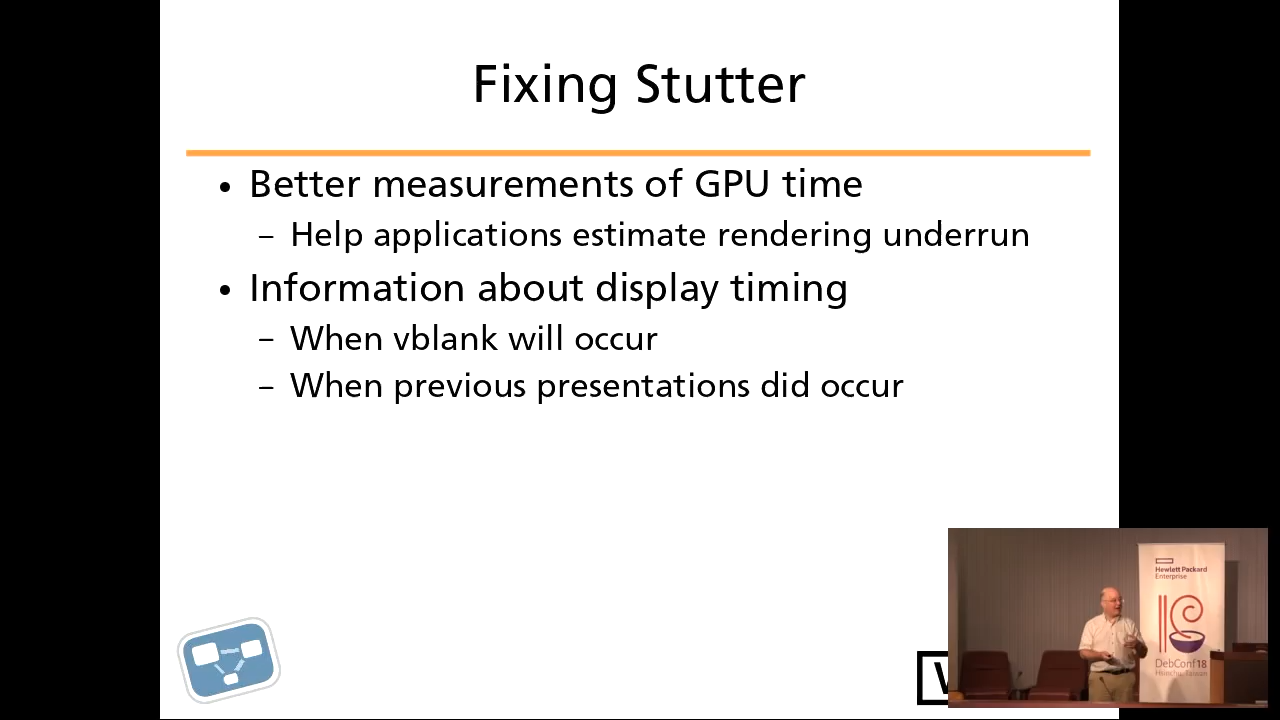 Fixing Stutter
• Better measurements of GPU time
– Help applications estimate rendering underrun
• Information about display timing
– When vblank will occur
– When previous presentations did occur
Hewlett Packard
Enterprise
DebConf18
Hsinchu, Taiwan